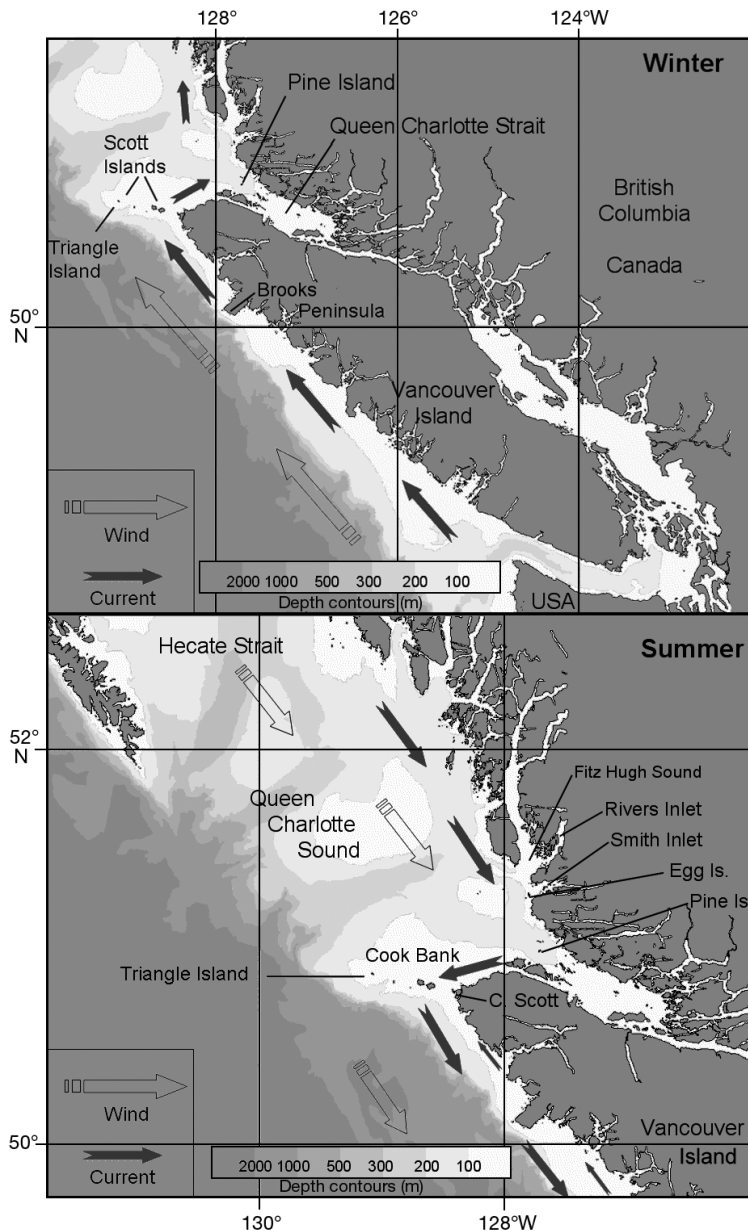 128°
126°
124°W
Winter
Pine Island
Queen Charlotte Strait
Scott
Islands
British
Columbia
Canada
Triangle
Island
Brooks
Peninsula
50°
N
Vancouver
Island
Wind
Current
2000 1000 500 300 200 100
Depth contours (m)
USA
Hecate Strait
Summer
52°
N
Fitz Hugh Sound
Queen
Charlotte
Sound
Rivers Inlet
Smith Inlet
Egg Is.
Pine Is
Cook Bank
Triangle Island
C. Scott
Wind
Vancouver
Island
50°
N
Current
2000 1000 500 300 200 100
Depth contours (m)
130°
128°W